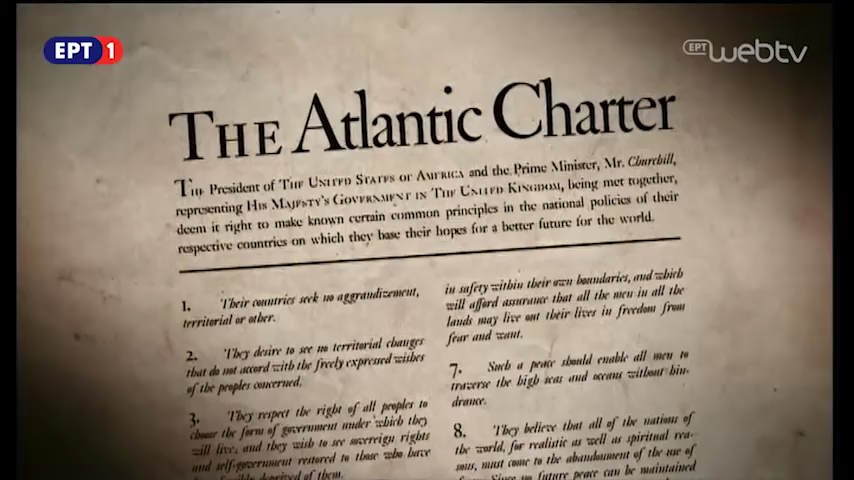 ΕΡΤ 1
ΕΡΤ webtv
THE Atlantic Charter
THE President of THE UNITED STATES OF AMERICA and the Prime Minister, Mr. Churchill,
representing HIS MAJESTY'S GOVERNMENT IN THE UNITED KINGDOM, being met together,
deem it right to make known certain common principles in the national policies of their
respective countries on which they base their hopes for a better future for the world.
1. Their countries seek no aggrandizement,
territorial or other.
2. They desire to see no territorial changes
that do not accord with the freely expressed wishes
of the peoples concerned.
3. They respect the right of all peoples to
choose the form of government under which they
will live, and they wish to see sovereign rights
and self-government restored to those who have
deprived of them.
in safety within their own boundaries, and which
will afford assurance that all the men in all the
lands may live out their lives in freedom from
fear and want.
7. Such a peace should enable all men to
traverse the high seas and oceans without hin-
drance.
8. They believe that all of the nations of
the world, for realistic as well as spiritual rea-
sons, must come to the abandonment of the use of
Since no future peace can be maintained